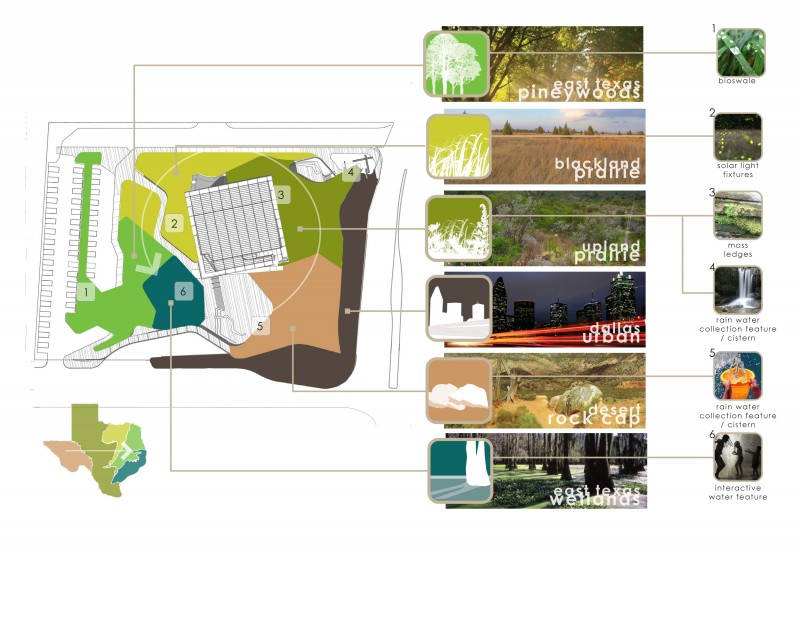 east texas
pineywoods
1
bioswale
blackland
prairie
2
solar light
fixtures
upland
prairie
3
moss
ledges
4
rain water
collection feature
/ cistern
dallas
urban
desert
rock cap
5
rain water
collection feature
/ cistern
east texas
wetlands
6
interactive
water feature
1
2
3
4
5
6